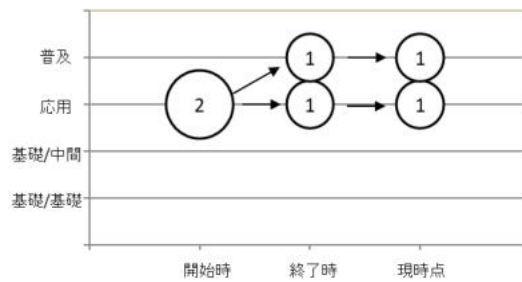 普及 1 1
応用 2 1 1
基礎/中間
基礎/基礎
開始時 終了時 現時点